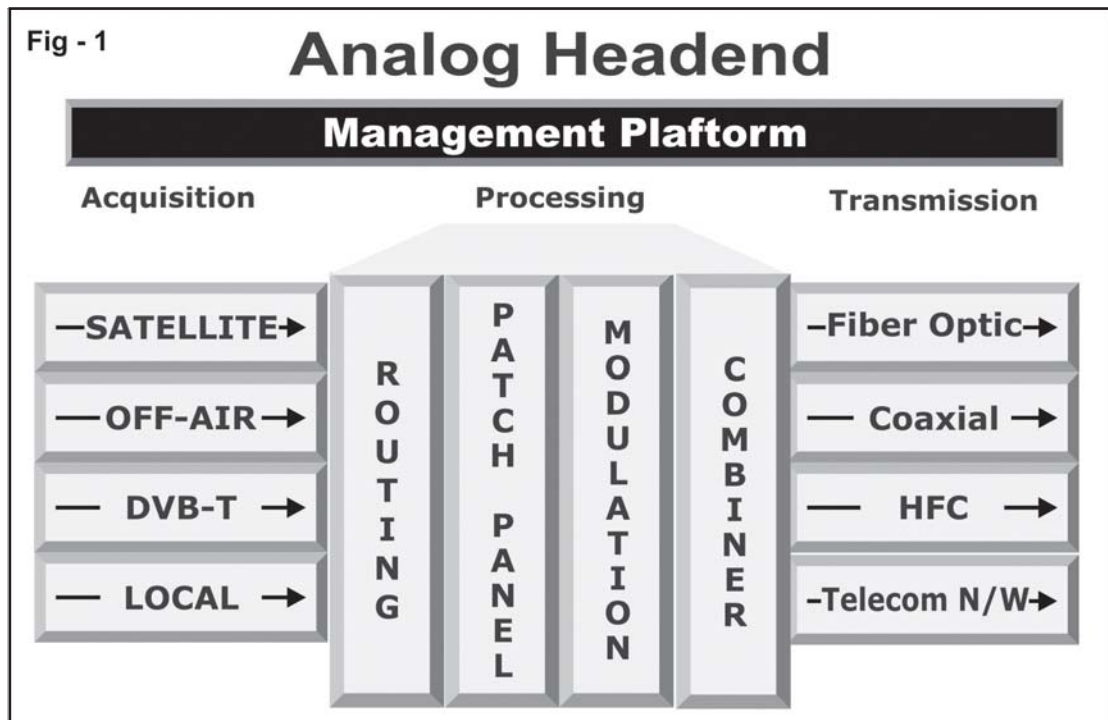 Fig - 1
Analog Headend
Management Plaftorm
Acquisition
Processing
Transmission
SATELLITE
OFF-AIR
DVB-T
LOCAL
ROUTING
PATCH PANEL
MODULATION
COMBINER
Fiber Optic
Coaxial
HFC
Telecom N/W